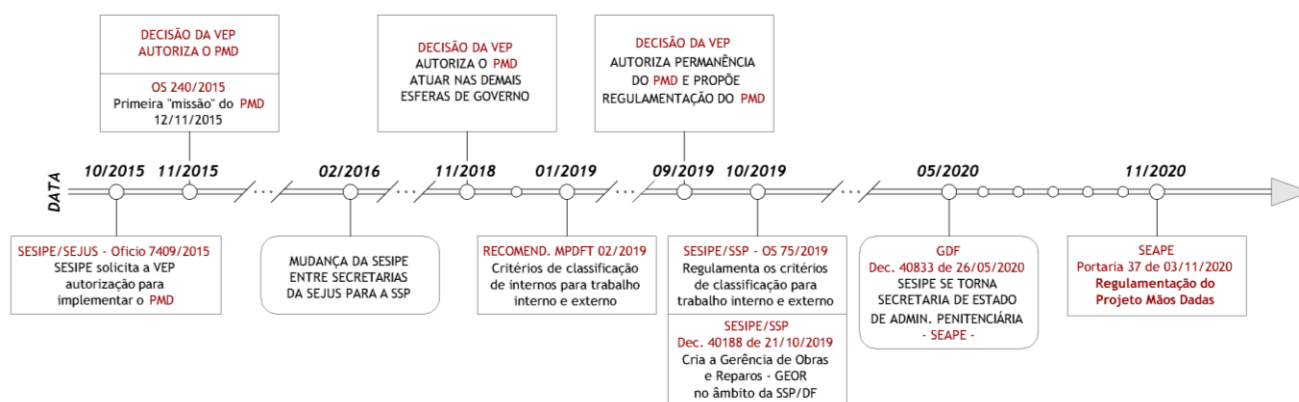 DECISÃO DA VEP
AUTORIZA O PMD
OS 240/2015
Primeira "missão" do PMD
12/11/2015
DECISÃO DA VEP
AUTORIZA O PMD
ATUAR NAS DEMAIS
ESFERAS DE GOVERNO
DECISÃO DA VEP
AUTORIZA PERMANÊNCIA
DO PMD E PROPÕE
REGULAMENTAÇÃO DO PMD
DATA
10/2015
11/2015
...
02/2016
...
11/2018
01/2019
...
09/2019
10/2019
...
05/2020
11/2020
SESIPE/SEJUS - Ofício 7409/2015
SESIPE solicita a VEP
autorização para
implementar o PMD
MUDANÇA DA SESIPE
ENTRE SECRETARIAS
DA SEJUS PARA A SSP
RECOMEND. MPDFT 02/2019
Critérios de classificação
de internos para trabalho
interno e externo
SESIPE/SSP - OS 75/2019
Regulamenta os critérios
de classificação para
trabalho interno e externo
SESIPE/SSP
Dec. 40188 de 21/10/2019
Cria a Gerência de Obras
e Reparos - GEOR
no âmbito da SSP/DF
GDF
Dec. 40833 de 26/05/2020
SESIPE SE TORNA
SECRETARIA DE ESTADO
DE ADMIN. PENITENCIÁRIA
- SEAPE -
SEAPE
Portaria 37 de 03/11/2020
Regulamentação do
Projeto Mãos Dadas